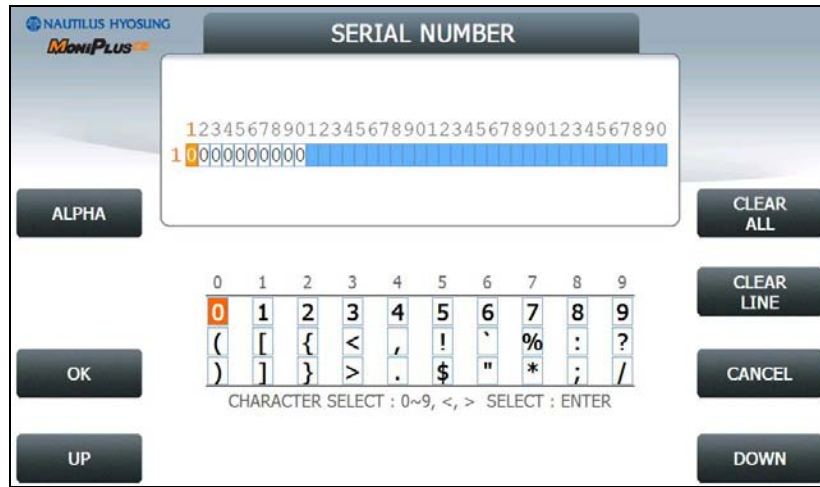 NAUTILUS HYOSUNG
MONIPLUS CE
SERIAL NUMBER
1234567890123456789012345678901234567890
1 0000000000
ALPHA
CLEAR ALL
0 1 2 3 4 5 6 7 8 9
0 1 2 3 4 5 6 7 8 9
( [ { < , ! ` % : ?
) ] } > . $ " * ; /
CLEAR LINE
OK
CANCEL
CHARACTER SELECT : 0~9, <, > SELECT : ENTER
UP
DOWN